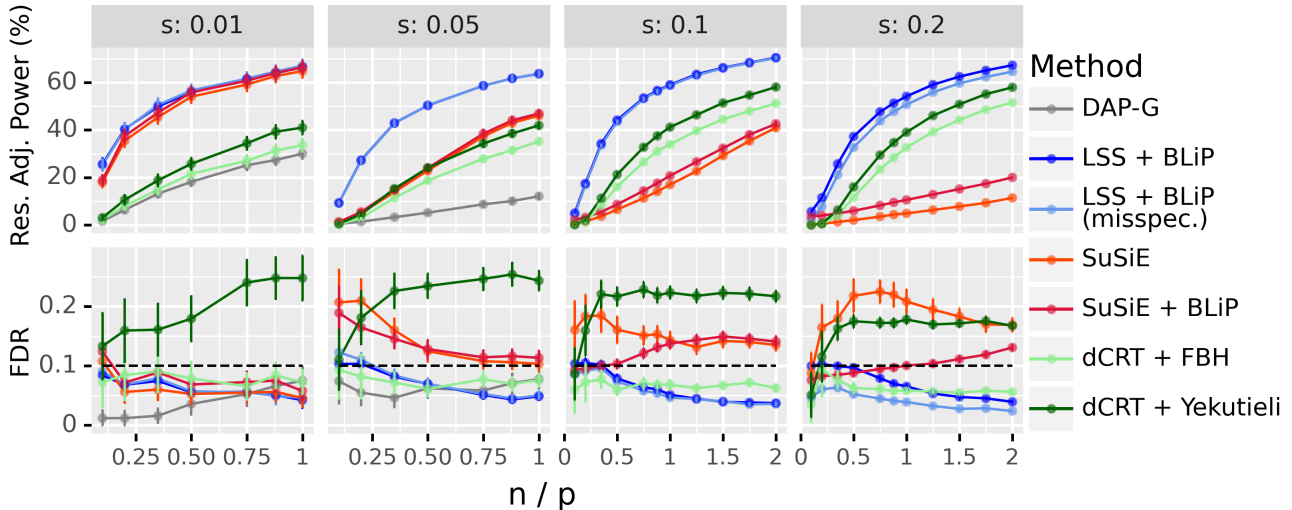 s: 0.01 s: 0.05 s: 0.1 s: 0.2
Res. Adj. Power (%)
60
40
20
0
FDR
0.2
0.1
0
0.25 0.50 0.75 1
0.25 0.50 0.75 1
0 0.5 1 1.5 2
0 0.5 1 1.5 2
n / p
Method
DAP-G
LSS + BLiP
LSS + BLiP
(misspec.)
SuSiE
SuSiE + BLiP
dCRT + FBH
dCRT + Yekutieli